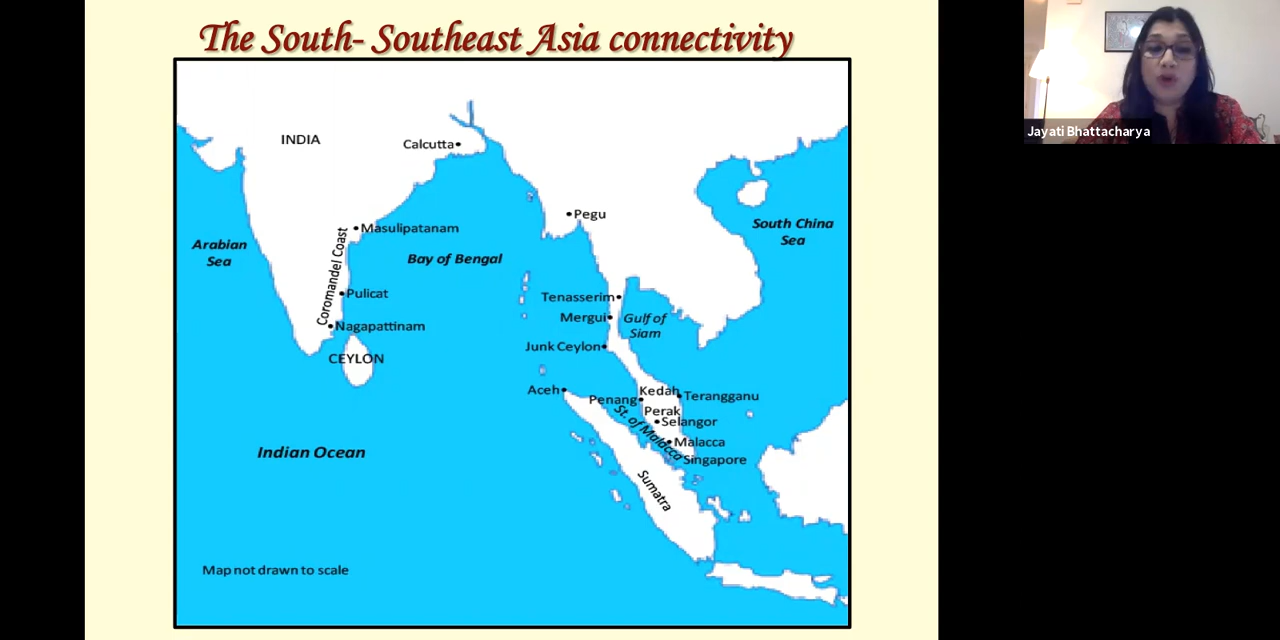 The South- Southeast Asia connectivity
Jayati Bhattacharya
INDIA
Calcutta
Pegu
Masulipatanam
South China
Sea
Arabian
Sea
Bay of Bengal
Coromandel Coast
Pulicat
Tenasserim
Mergui
Gulf of
Siam
Nagapattinam
Junk Ceylon
CEYLON
Aceh
Kedah
Terangganu
Penang
Perak
St. of Malacca
Selangor
Malacca
Indian Ocean
Singapore
Sumatra
Map not drawn to scale